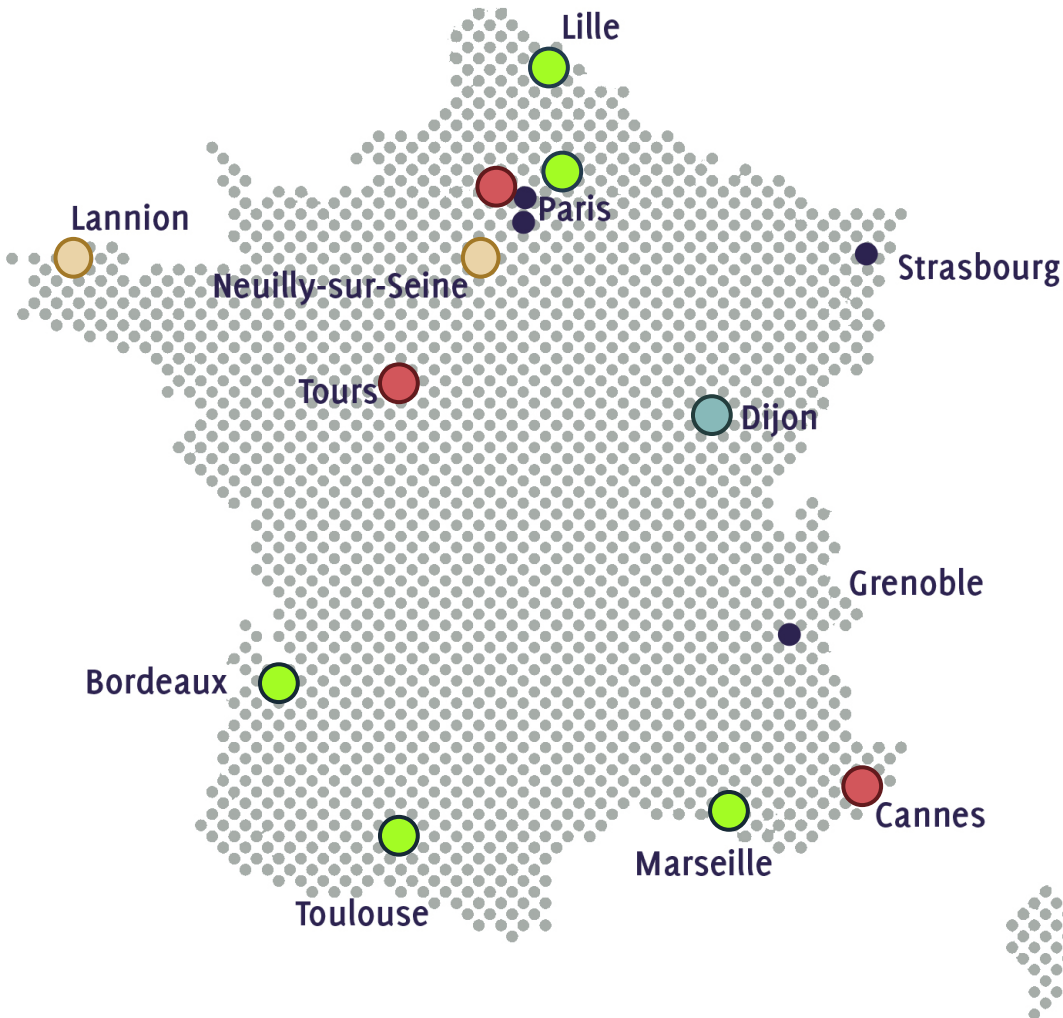 Lille
Paris
Lannion
Strasbourg
Neuilly-sur-Seine
Tours
Dijon
Grenoble
Bordeaux
Cannes
Marseille
Toulouse